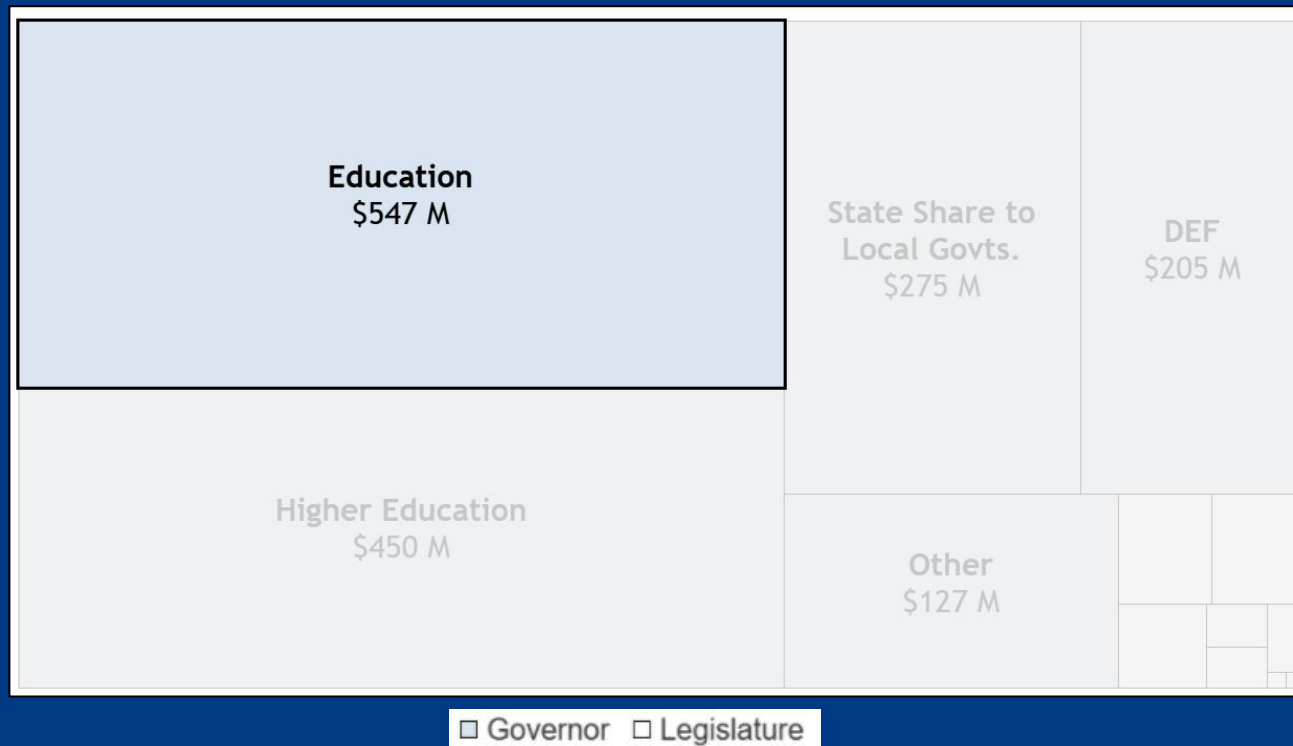 Education
$547 M
State Share to
Local Govts.
$275 M
DEF
$205 M
Higher Education
$450 M
Other
$127 M
Governor
Legislature